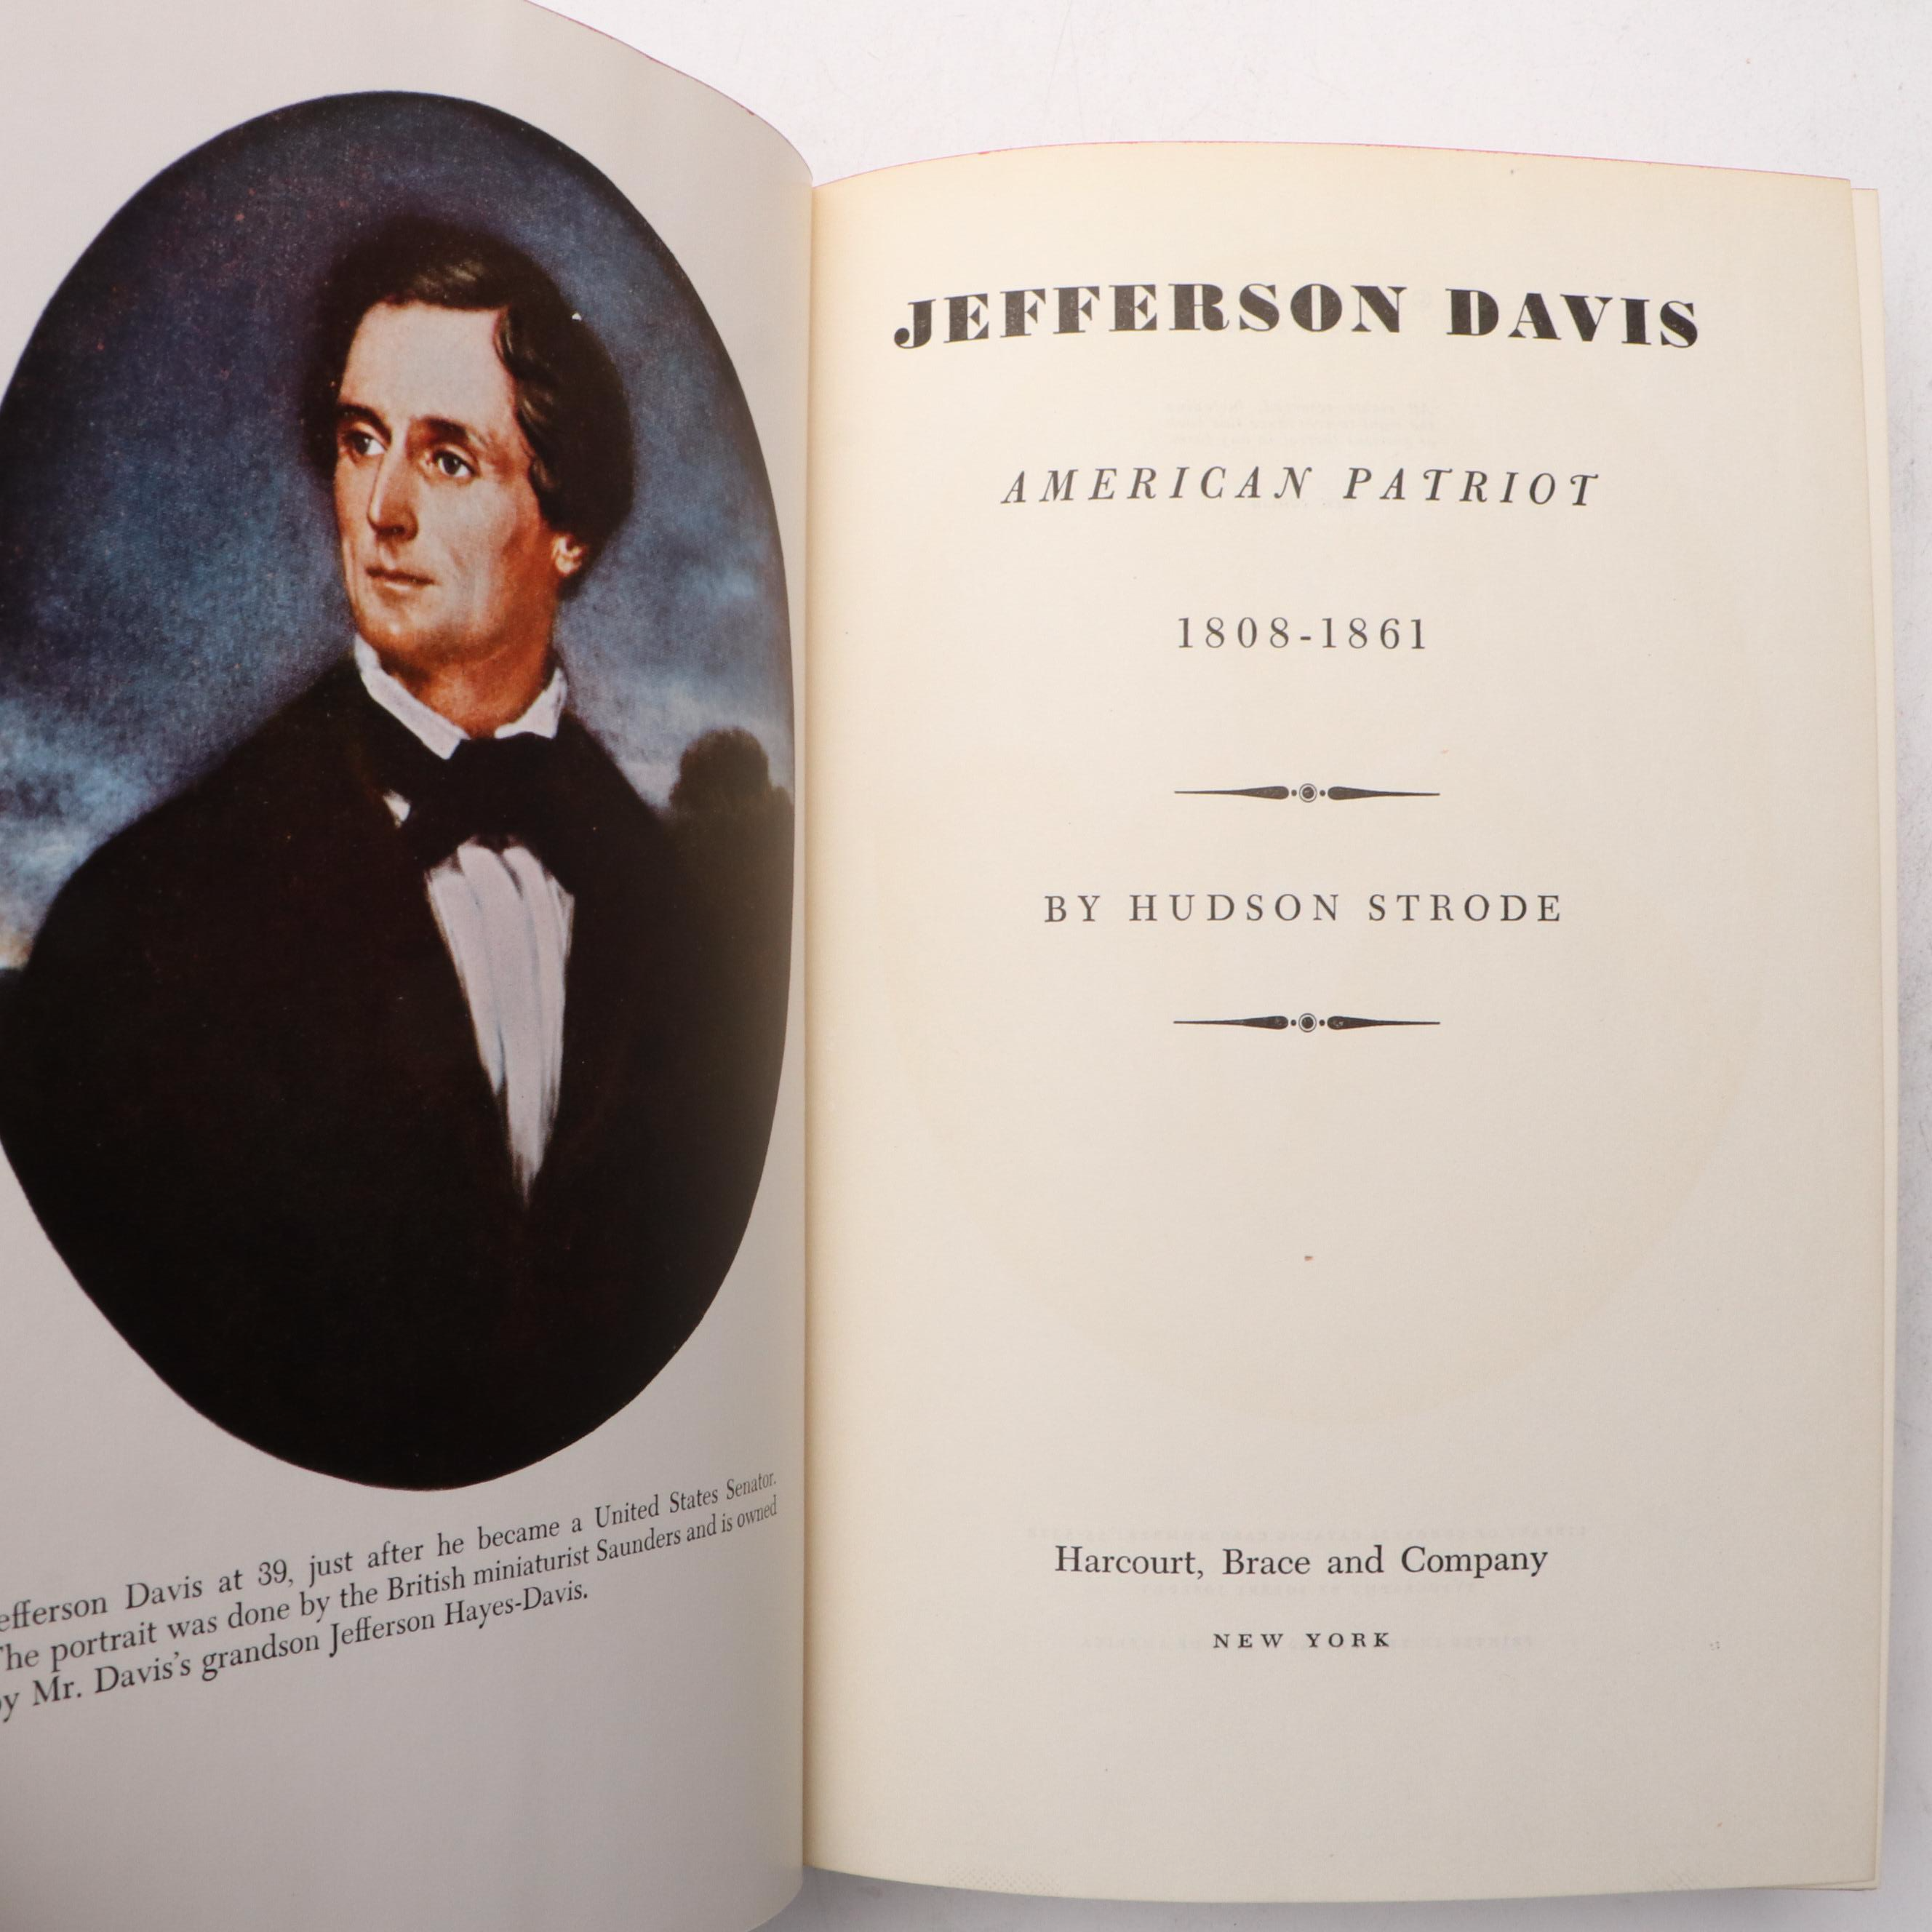 efferson Davis at 39, just after he became a United States Senator.
The portrait was done by the British miniaturist Saunders and is owned
by Mr. Davis's grandson Jefferson Hayes-Davis.
JEFFERSON DAVIS
AMERICAN PATRIOT
1808-1861
BY HUDSON STRODE
Harcourt, Brace and Company
NEW YORK